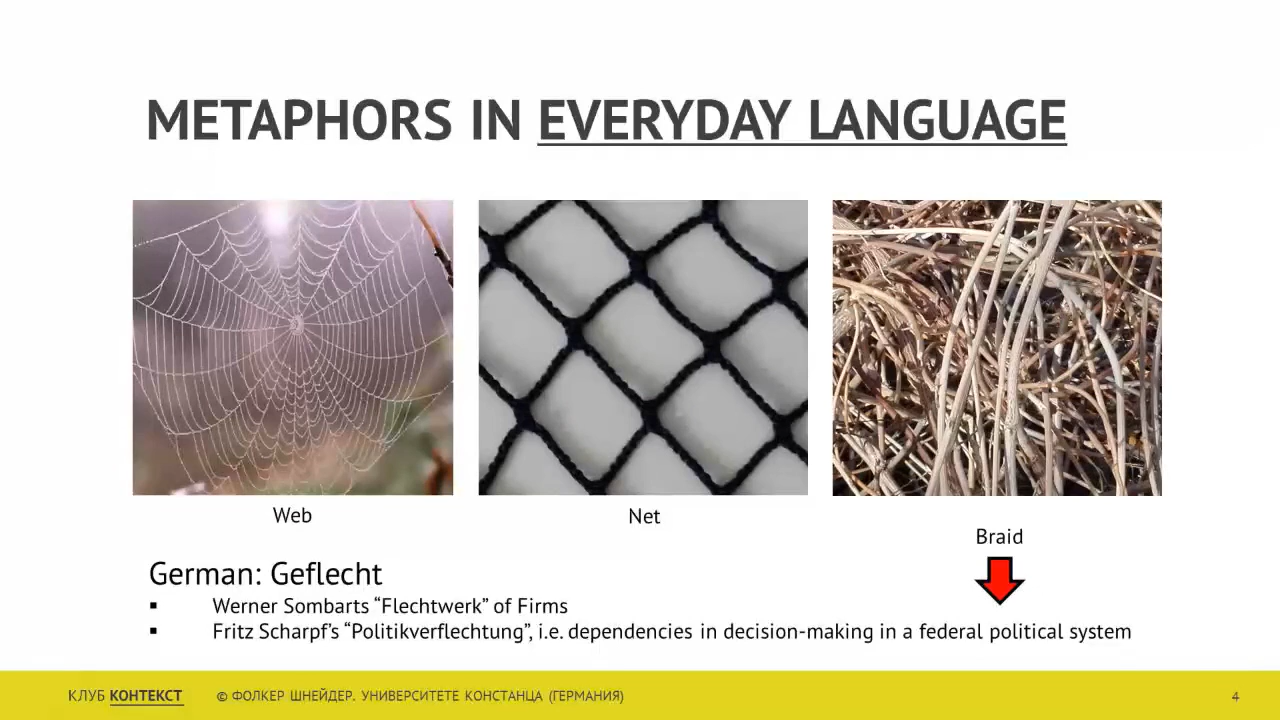 METAPHORS IN EVERYDAY LANGUAGE
Web
Net
Braid
German: Geflecht
▪ Werner Sombarts “Flechtwerk” of Firms
▪ Fritz Scharpf’s “Politikverflechtung”, i.e. dependencies in decision-making in a federal political system
КЛУБ КОНТЕКСТ © ФОЛКЕР ШНЕЙДЕР. УНИВЕРСИТЕТЕ КОНСТАНЦА (ГЕРМАНИЯ) 4